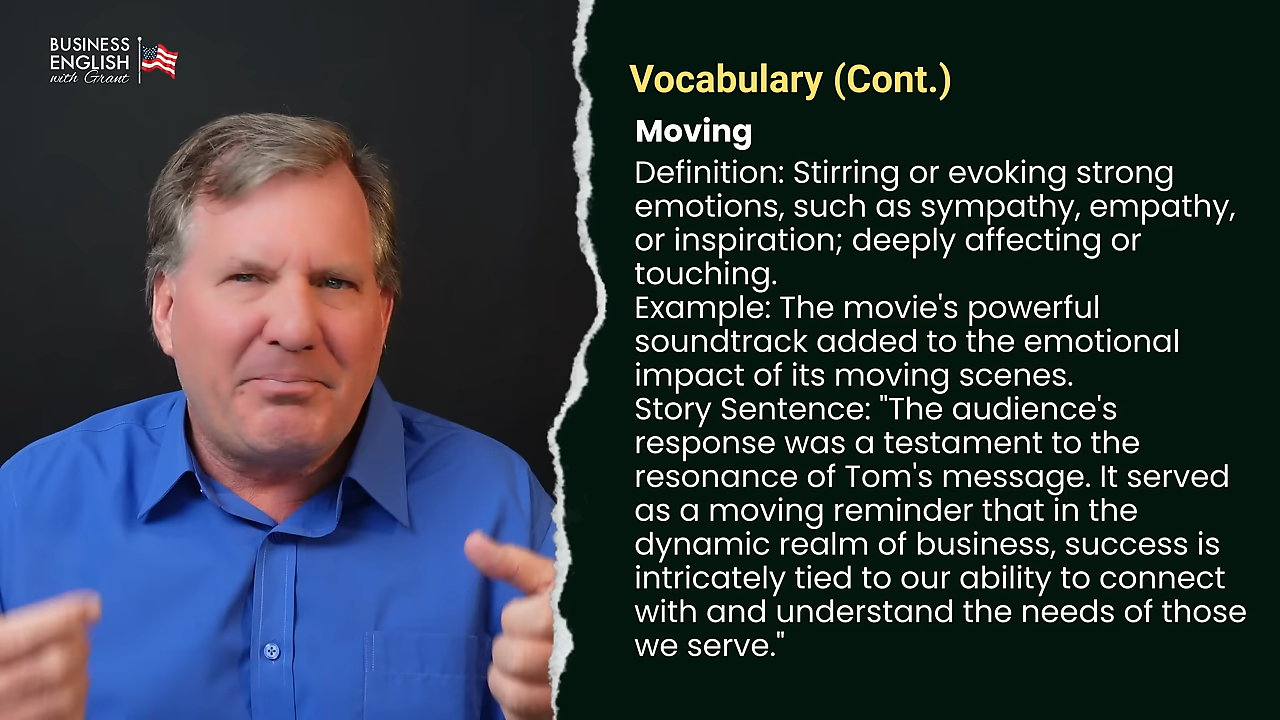 BUSINESS
ENGLISH
with Grant
Vocabulary (Cont.)
Moving
Definition: Stirring or evoking strong
emotions, such as sympathy, empathy,
or inspiration; deeply affecting or
touching.
Example: The movie's powerful
soundtrack added to the emotional
impact of its moving scenes.
Story Sentence: "The audience's
response was a testament to the
resonance of Tom's message. It served
as a moving reminder that in the
dynamic realm of business, success is
intricately tied to our ability to connect
with and understand the needs of those
we serve."